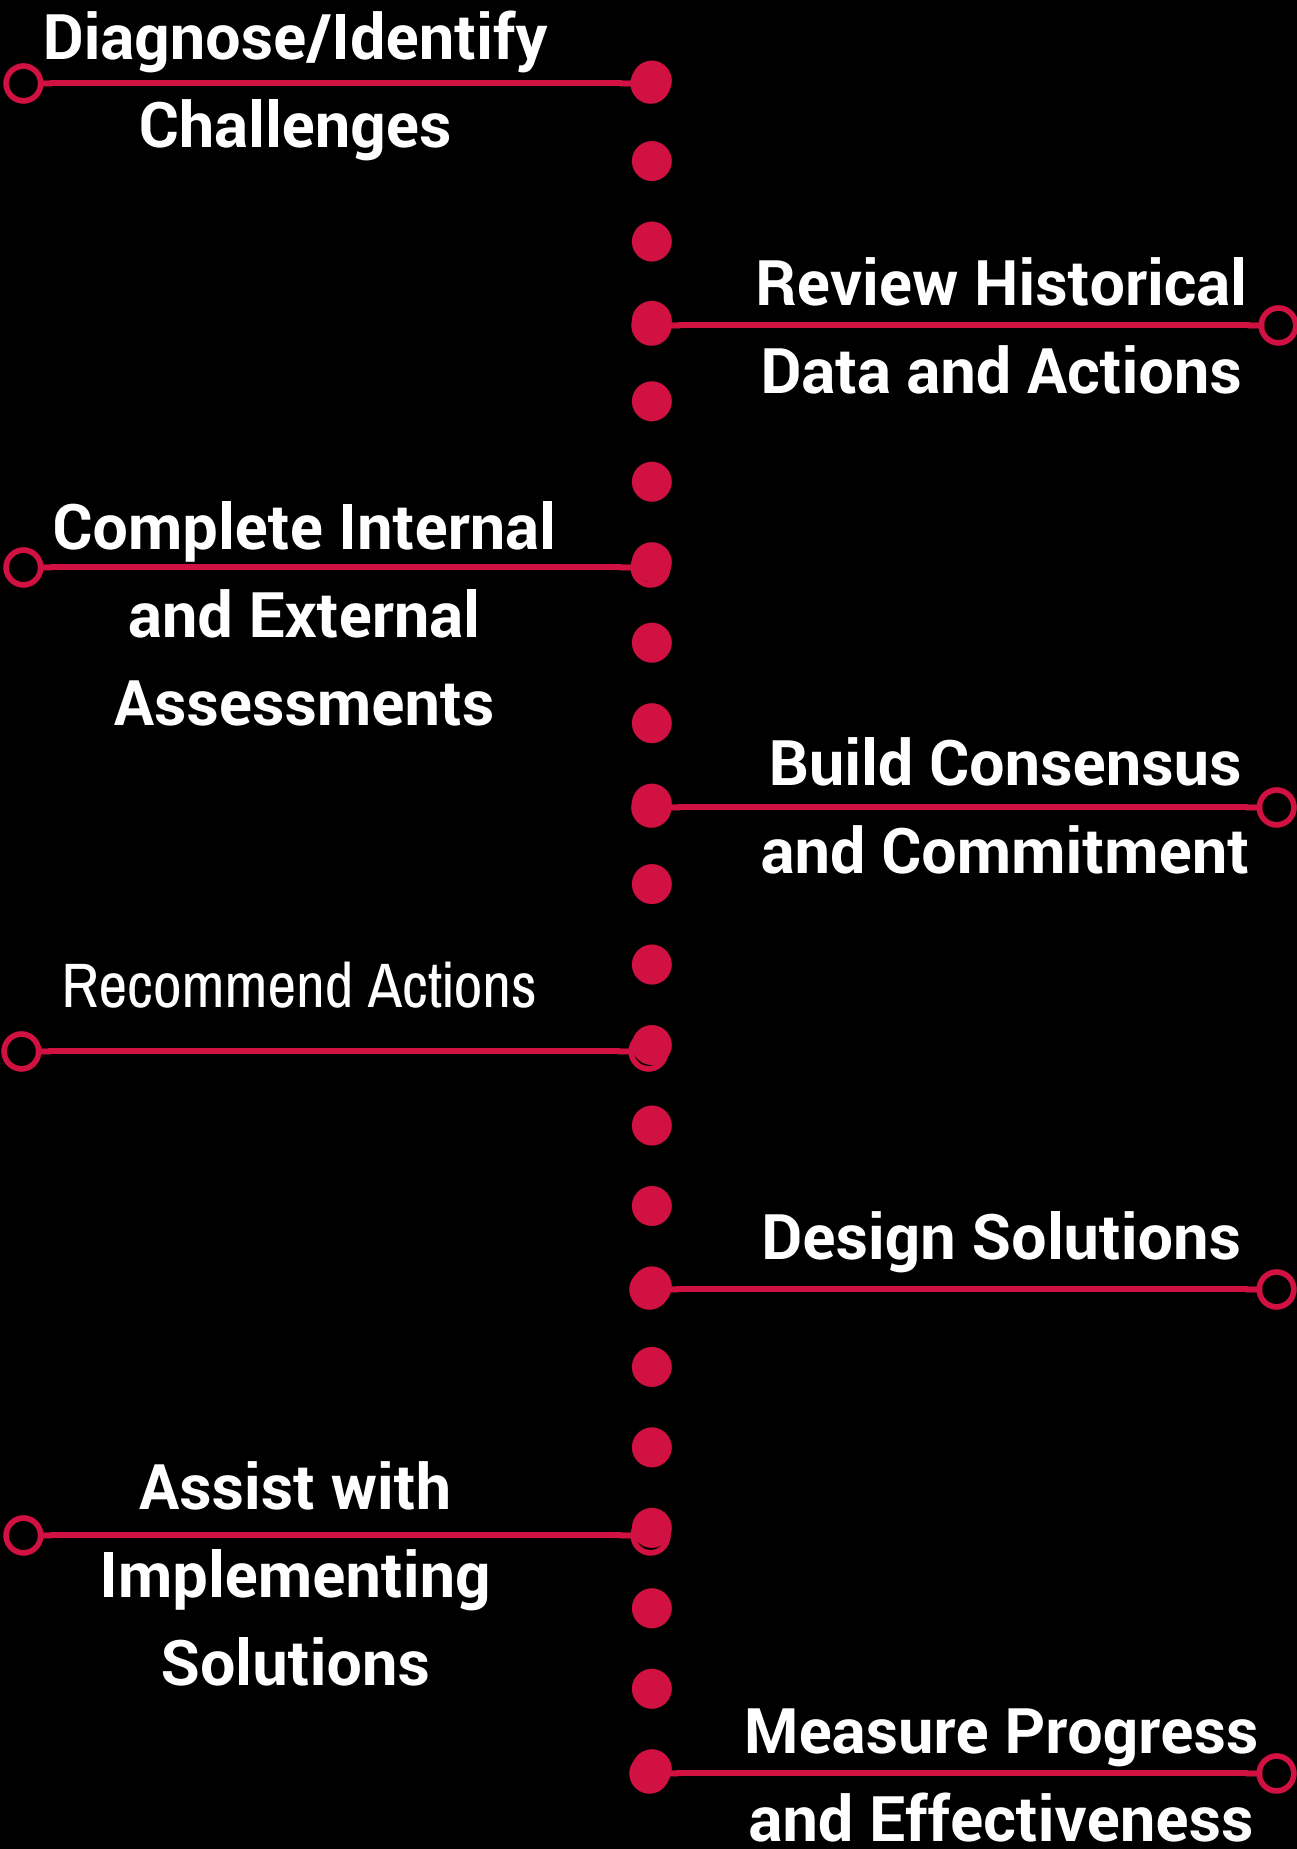 Diagnose/Identify
Challenges
Review Historical
Data and Actions
Complete Internal
and External
Assessments
Build Consensus
and Commitment
Recommend Actions
Design Solutions
Assist with
Implementing
Solutions
Measure Progress
and Effectiveness